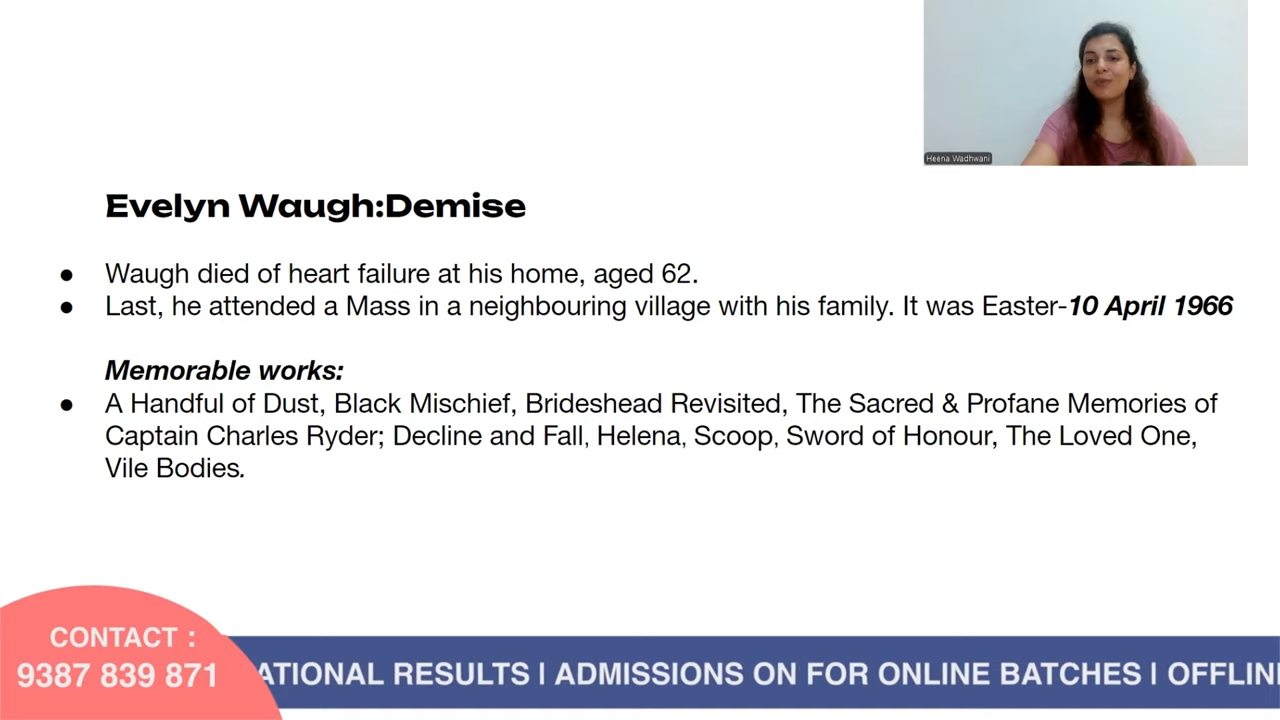 Heena Wadhwani
Evelyn Waugh:Demise
● Waugh died of heart failure at his home, aged 62.
● Last, he attended a Mass in a neighbouring village with his family. It was Easter-10 April 1966
Memorable works:
● A Handful of Dust, Black Mischief, Brideshead Revisited, The Sacred & Profane Memories of
Captain Charles Ryder; Decline and Fall, Helena, Scoop, Sword of Honour, The Loved One,
Vile Bodies.
CONTACT :
9387 839 871
ATIONAL RESULTS | ADMISSIONS ON FOR ONLINE BATCHES | OFFLIN